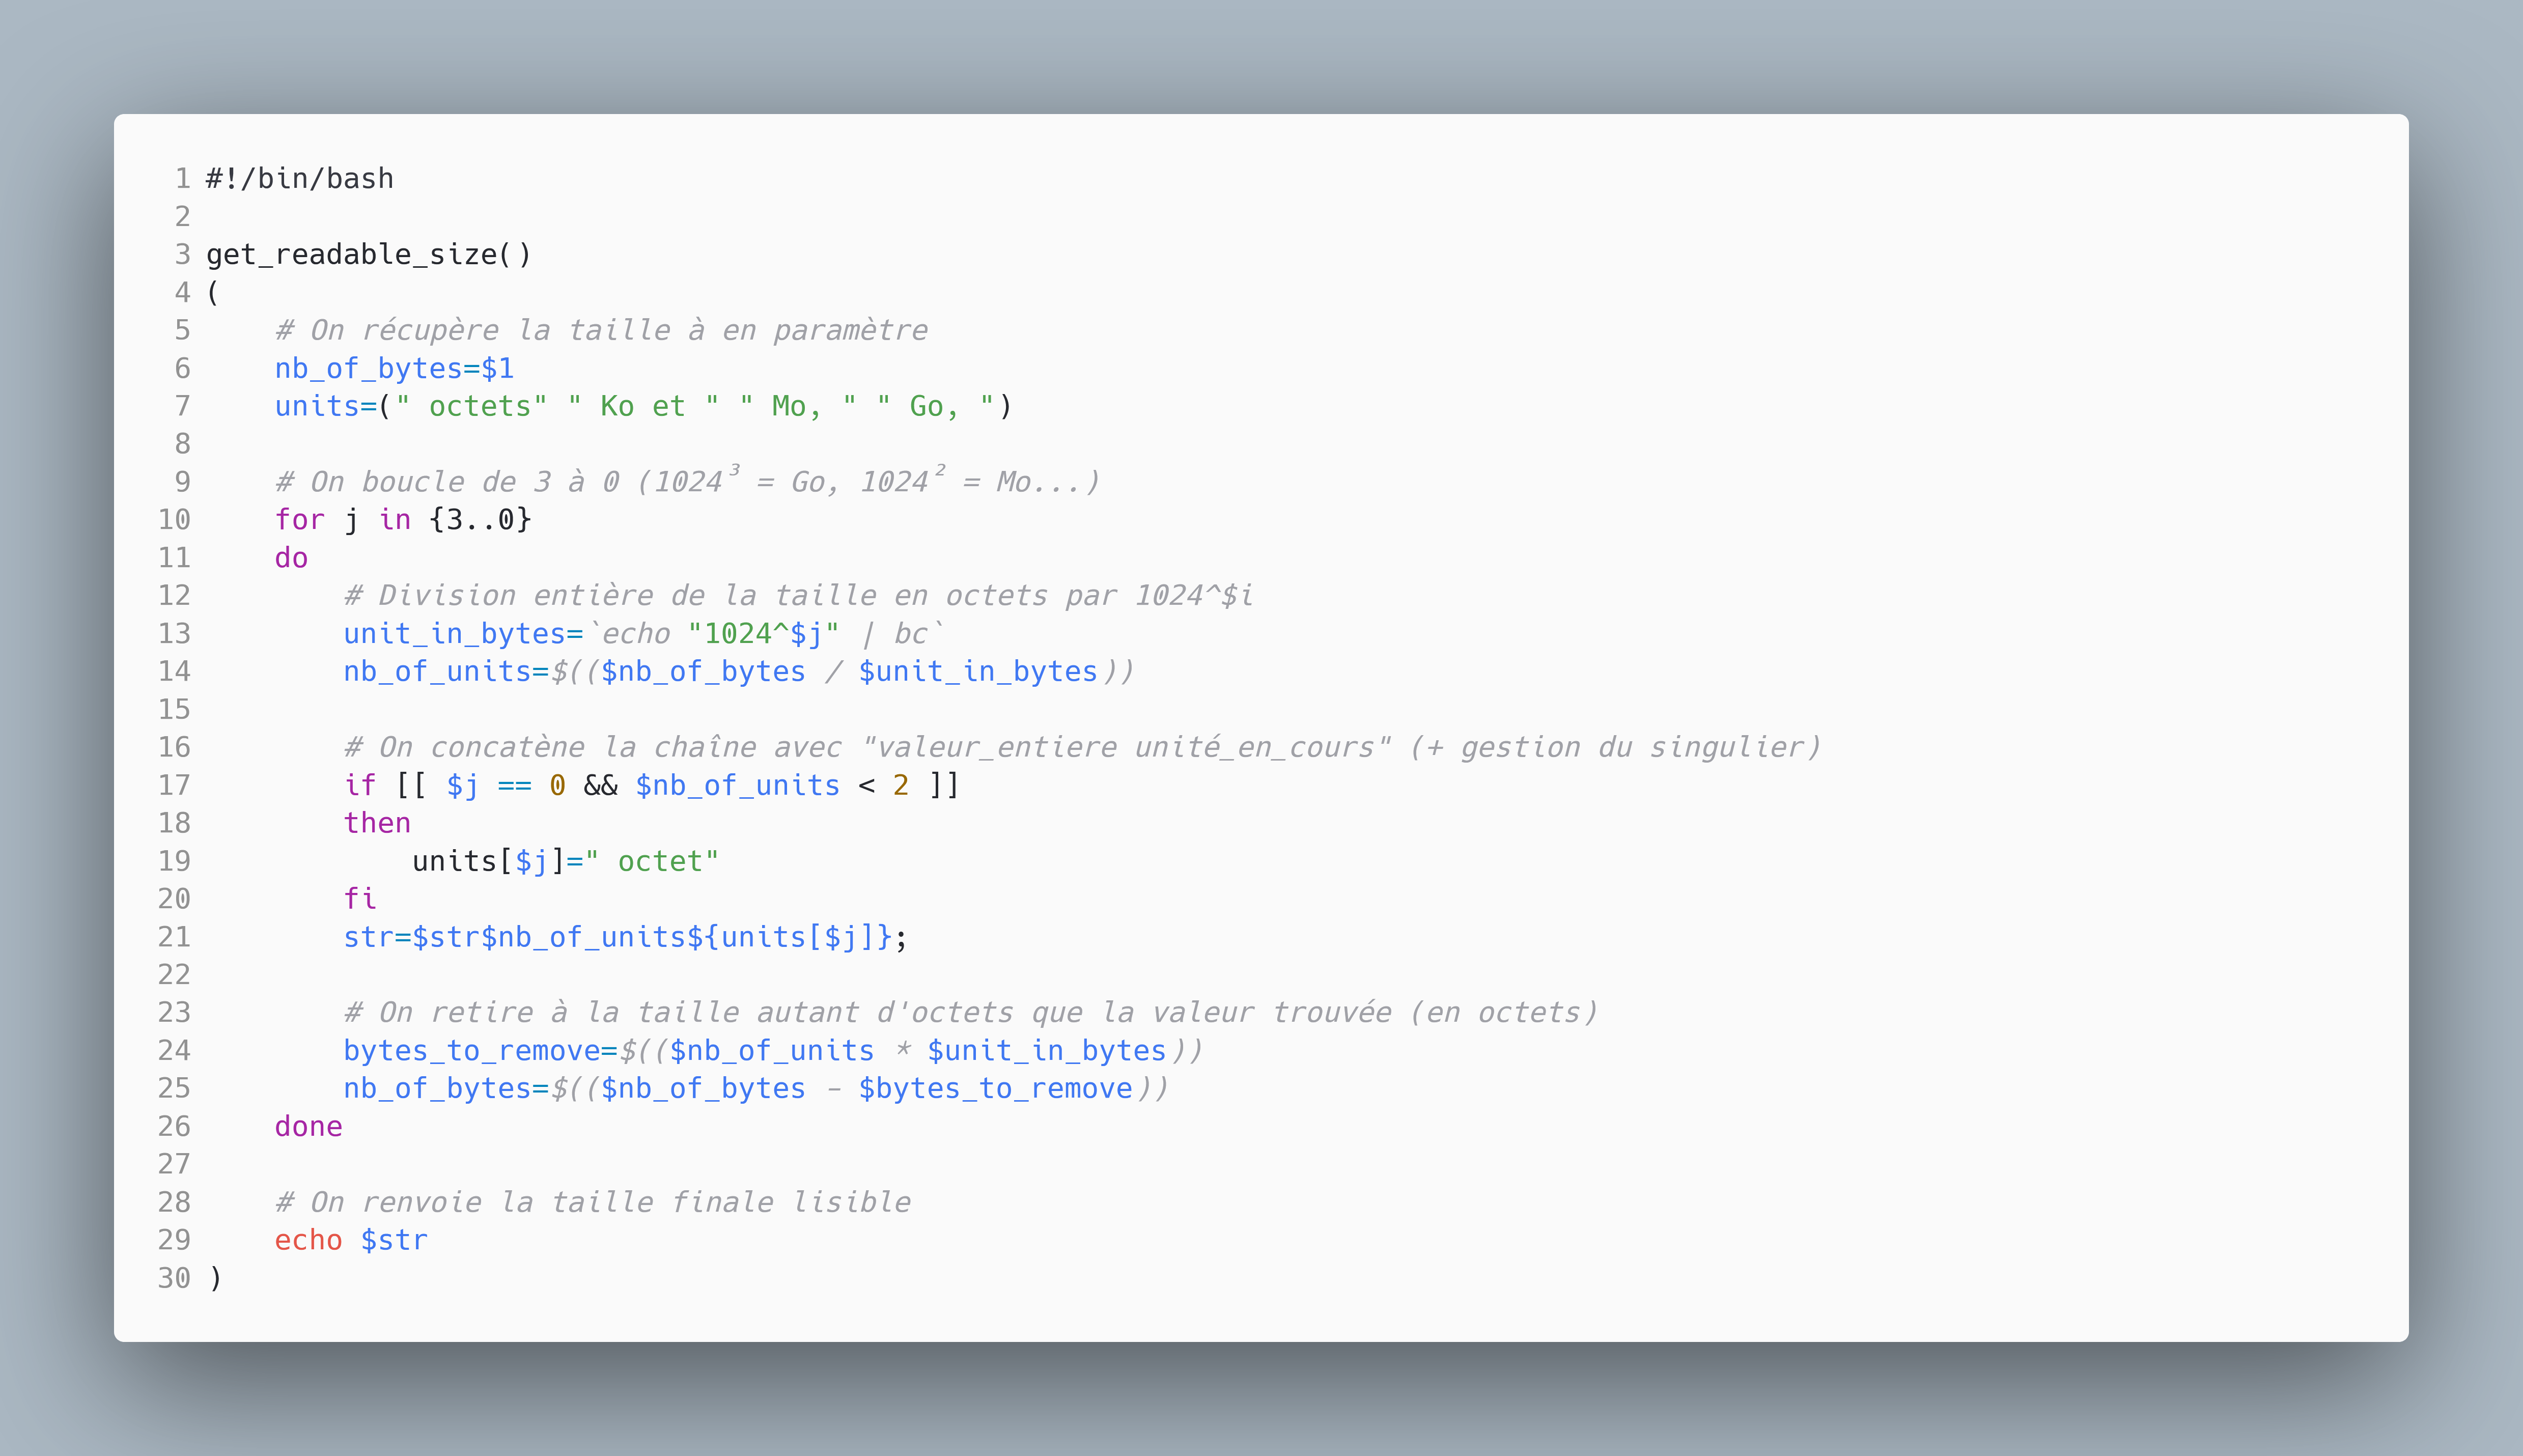 1 #!/bin/bash
2
3 get_readable_size()
4 (
5     # On récupère la taille à en paramètre
6     nb_of_bytes=$1
7     units=(" octets" " Ko et " " Mo, " " Go, ")
8
9     # On boucle de 3 à 0 (1024³ = Go, 1024² = Mo...)
10     for j in {3..0}
11     do
12         # Division entière de la taille en octets par 1024^$i
13         unit_in_bytes=`echo "1024^$j" | bc`
14         nb_of_units=$(($nb_of_bytes / $unit_in_bytes))
15
16         # On concatène la chaîne avec "valeur_entiere unité_en_cours" (+ gestion du singulier)
17         if [[ $j == 0 && $nb_of_units < 2 ]]
18         then
19             units[$j]=" octet"
20         fi
21         str=$str$nb_of_units${units[$j]};
22
23         # On retire à la taille autant d'octets que la valeur trouvée (en octets)
24         bytes_to_remove=$(($nb_of_units * $unit_in_bytes))
25         nb_of_bytes=$(($nb_of_bytes - $bytes_to_remove))
26     done
27
28     # On renvoie la taille finale lisible
29     echo $str
30 )